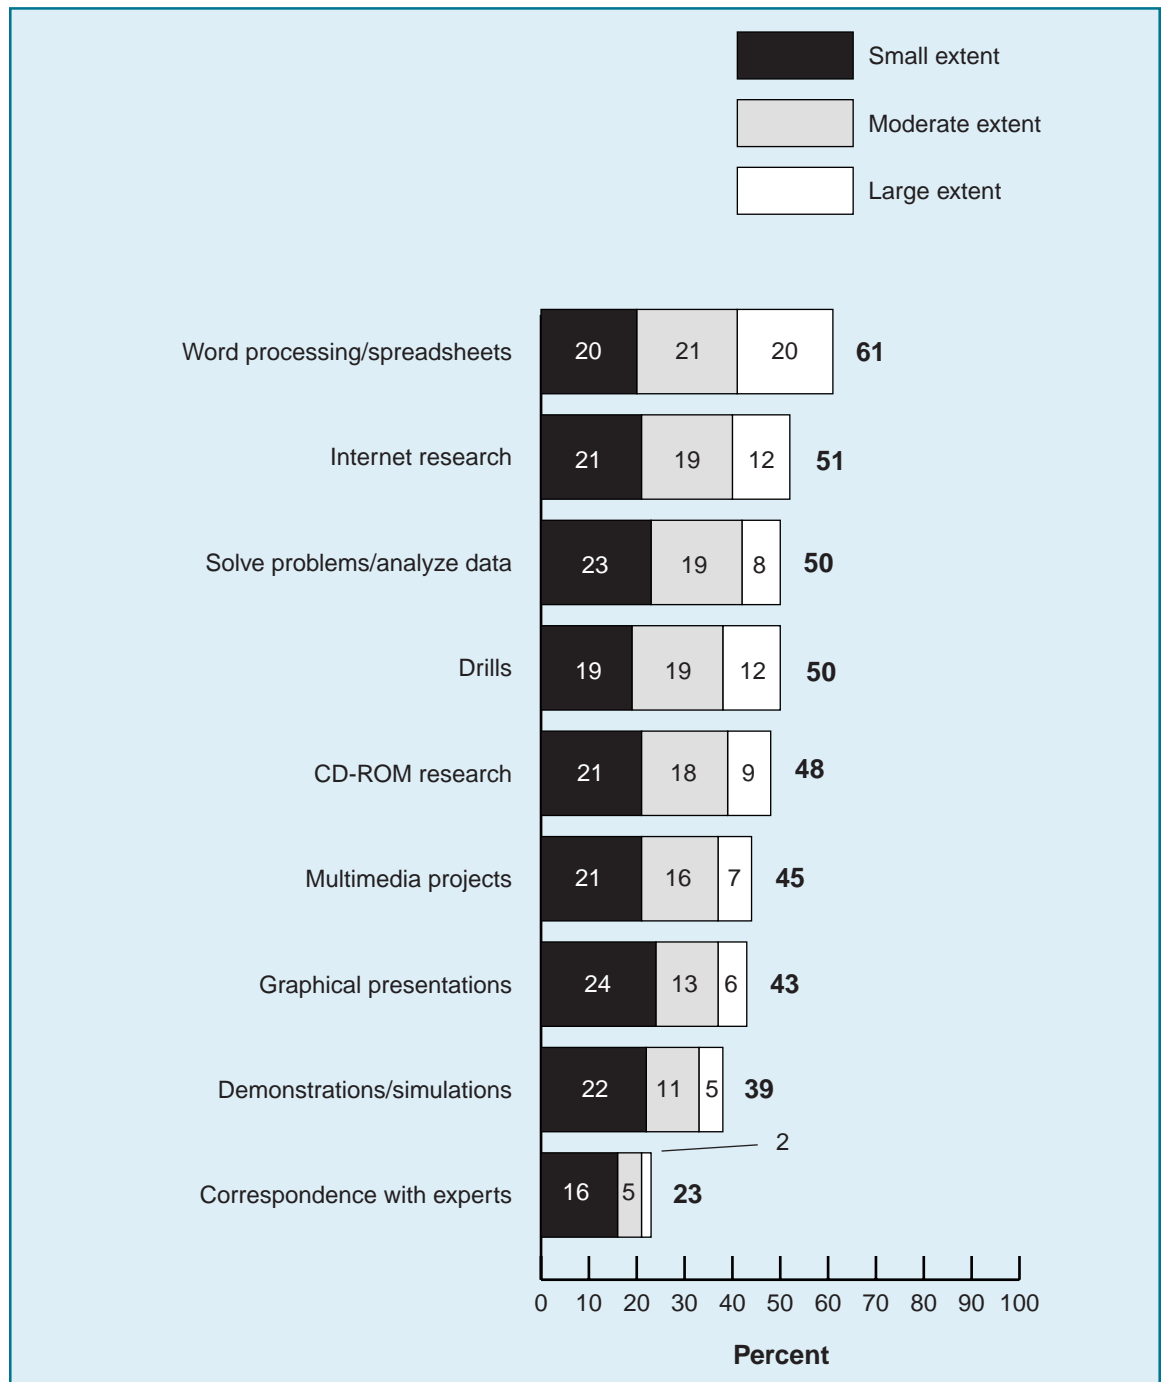 Small extent
Moderate extent
Large extent
Word processing/spreadsheets 20 21 20 61
Internet research 21 19 12 51
Solve problems/analyze data 23 19 8 50
Drills 19 19 12 50
CD-ROM research 21 18 9 48
Multimedia projects 21 16 7 45
Graphical presentations 24 13 6 43
Demonstrations/simulations 22 11 5 39
2
Correspondence with experts 16 5 23
0 10 20 30 40 50 60 70 80 90 100
Percent